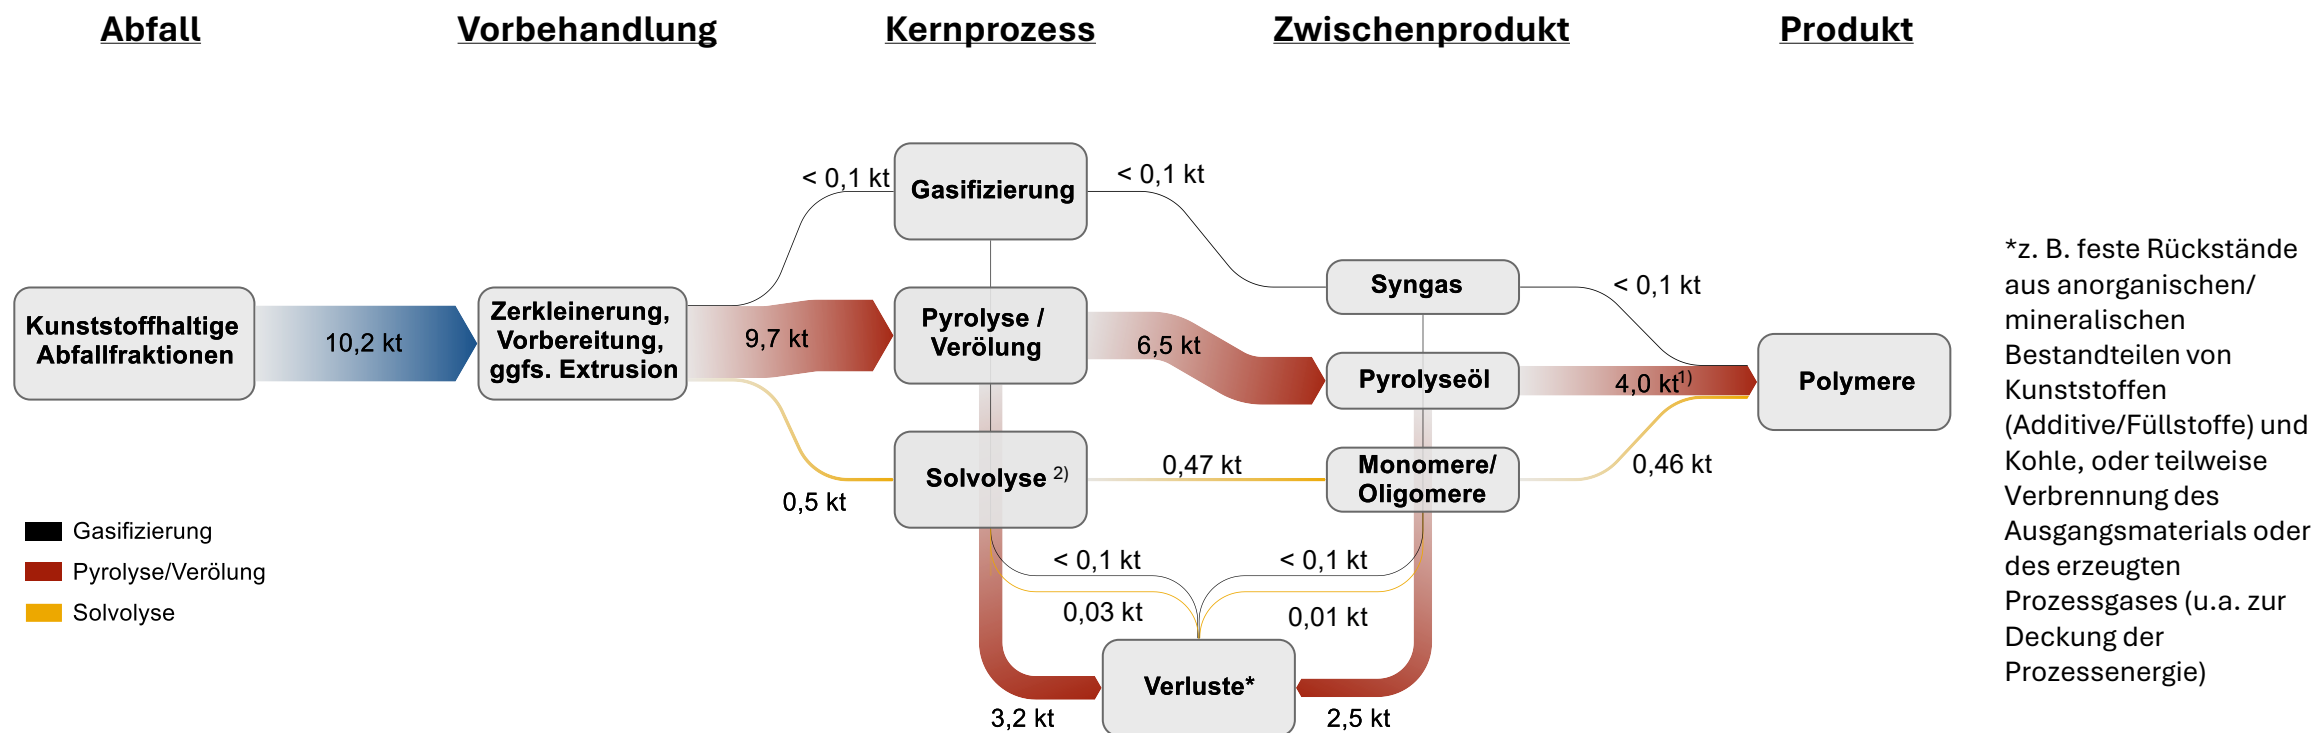 Abfall
Vorbehandlung
Kernprozess
Zwischenprodukt
Produkt
Kunststoffhaltige
Abfallfraktionen
10,2 kt
Zerkleinerung,
Vorbereitung,
ggfs. Extrusion
< 0,1 kt
9,7 kt
0,5 kt
Gasifizierung
Pyrolyse /
Verölung
Solvolyse 2)
< 0,1 kt
6,5 kt
0,47 kt
Syngas
Pyrolyseöl
Monomere/
Oligomere
< 0,1 kt
4,0 kt1)
0,46 kt
Polymere
< 0,1 kt
0,03 kt
3,2 kt
< 0,1 kt
0,01 kt
2,5 kt
Verluste*
Gasifizierung
Pyrolyse/Verölung
Solvolyse
*z. B. feste Rückstände
aus anorganischen/
mineralischen
Bestandteilen von
Kunststoffen
(Additive/Füllstoffe) und
Kohle, oder teilweise
Verbrennung des
Ausgangsmaterials oder
des erzeugten
Prozessgases (u.a. zur
Deckung der
Prozessenergie)